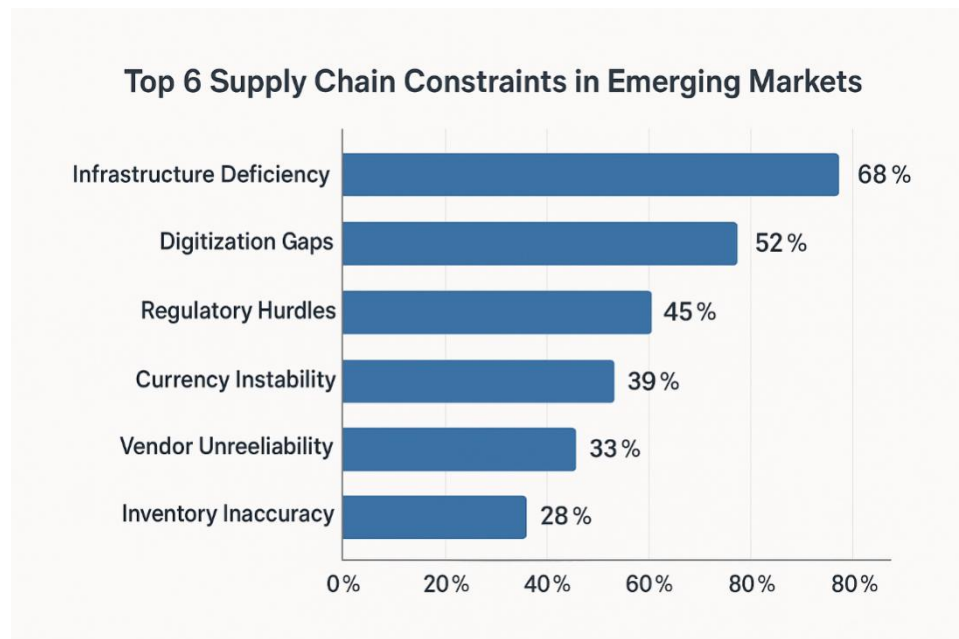 Top 6 Supply Chain Constraints in Emerging Markets
Infrastructure Deficiency 68 %
Digitization Gaps 52 %
Regulatory Hurdles 45 %
Currency Instability 39 %
Vendor Unreeliability 33 %
Inventory Inaccuracy 28 %
0 % 20 % 40 % 60 % 80 % 80 %